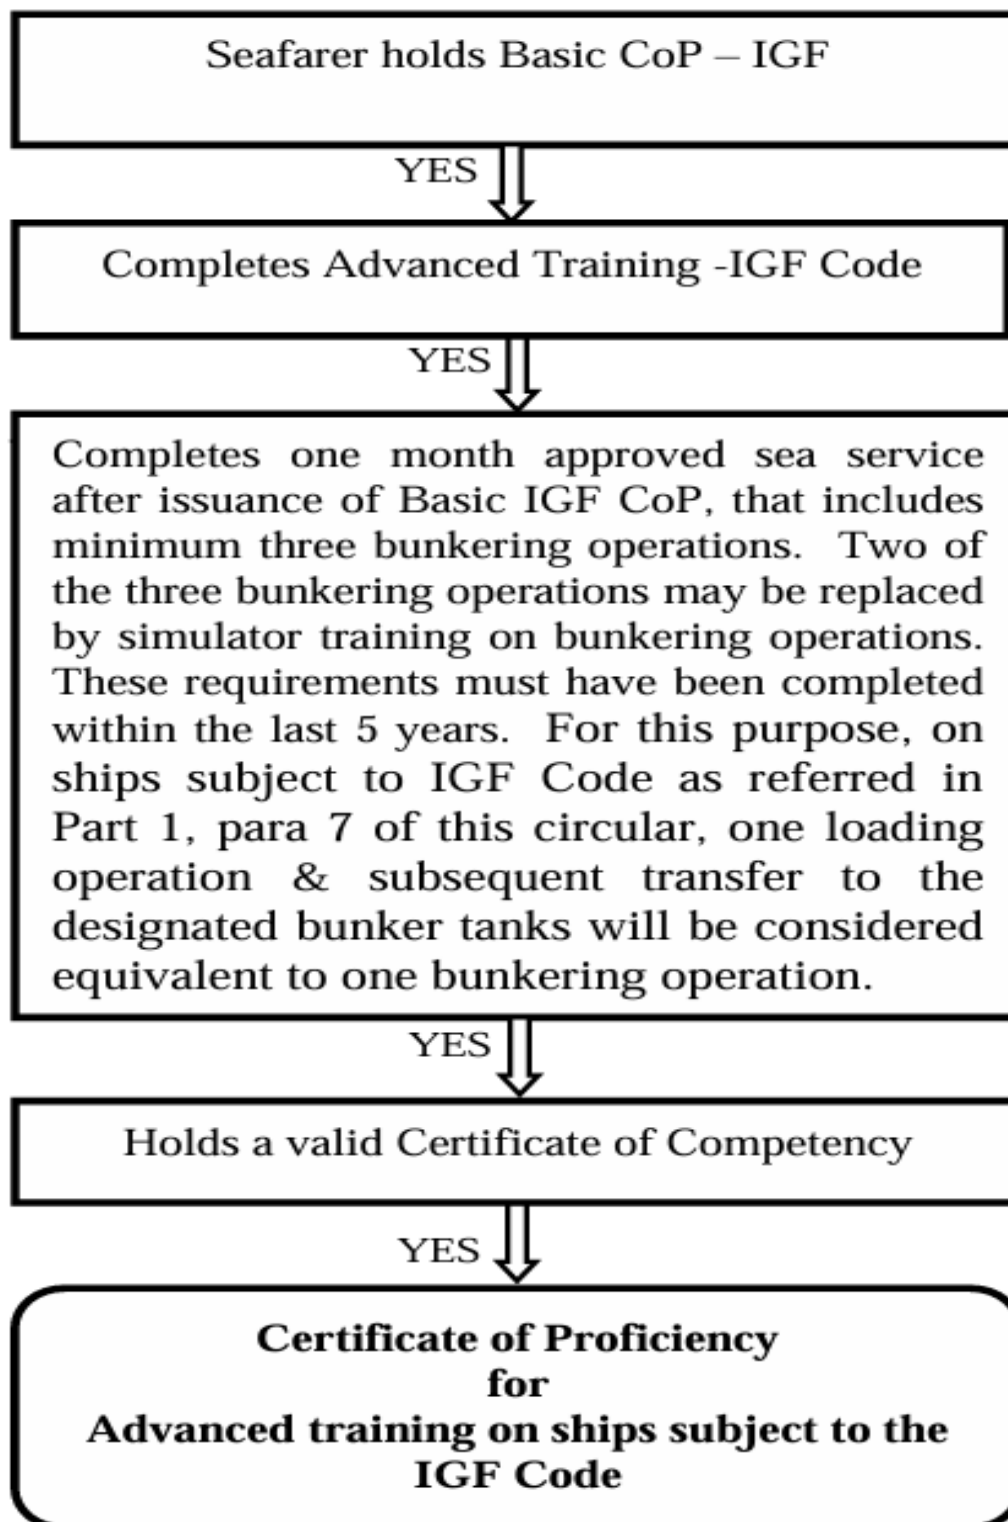 Seafarer holds Basic CoP – IGF
YES
Completes Advanced Training -IGF Code
YES
Completes one month approved sea service
after issuance of Basic IGF CoP, that includes
minimum three bunkering operations. Two of
the three bunkering operations may be replaced
by simulator training on bunkering operations.
These requirements must have been completed
within the last 5 years. For this purpose, on
ships subject to IGF Code as referred in
Part 1, para 7 of this circular, one loading
operation & subsequent transfer to the
designated bunker tanks will be considered
equivalent to one bunkering operation.
YES
Holds a valid Certificate of Competency
YES
Certificate of Proficiency
for
Advanced training on ships subject to the
IGF Code